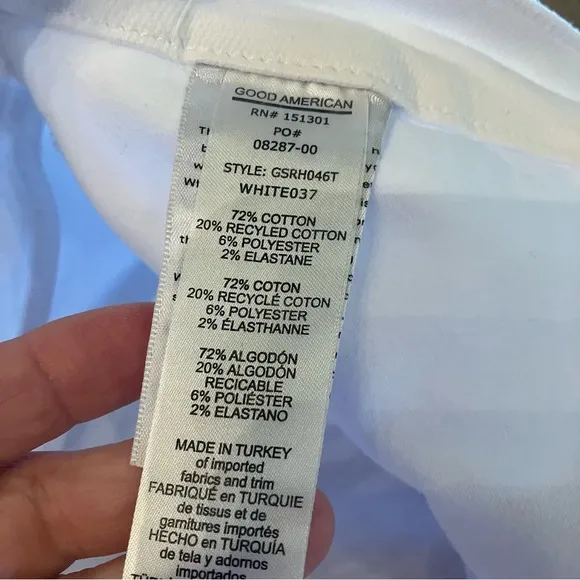 GOOD AMERICAN
RN# 151301
PO#
08287-00
STYLE: GSRH046T
WHITE037
72% COTTON
20% RECYLED COTTON
6% POLYESTER
2% ELASTANE
72% COTON
20% RECYCLÉ COTON
6% POLYESTER
2% ÉLASTHANNE
72% ALGODÓN
20% ALGODÓN
RECICABLE
6% POLIÉSTER
2% ELASTANO
MADE IN TURKEY
of imported
fabrics and trim
FABRIQUÉ en TURQUIE
de tissus et de
garnitures importés
HECHO en TURQUÍA
de tela y adornos
importados